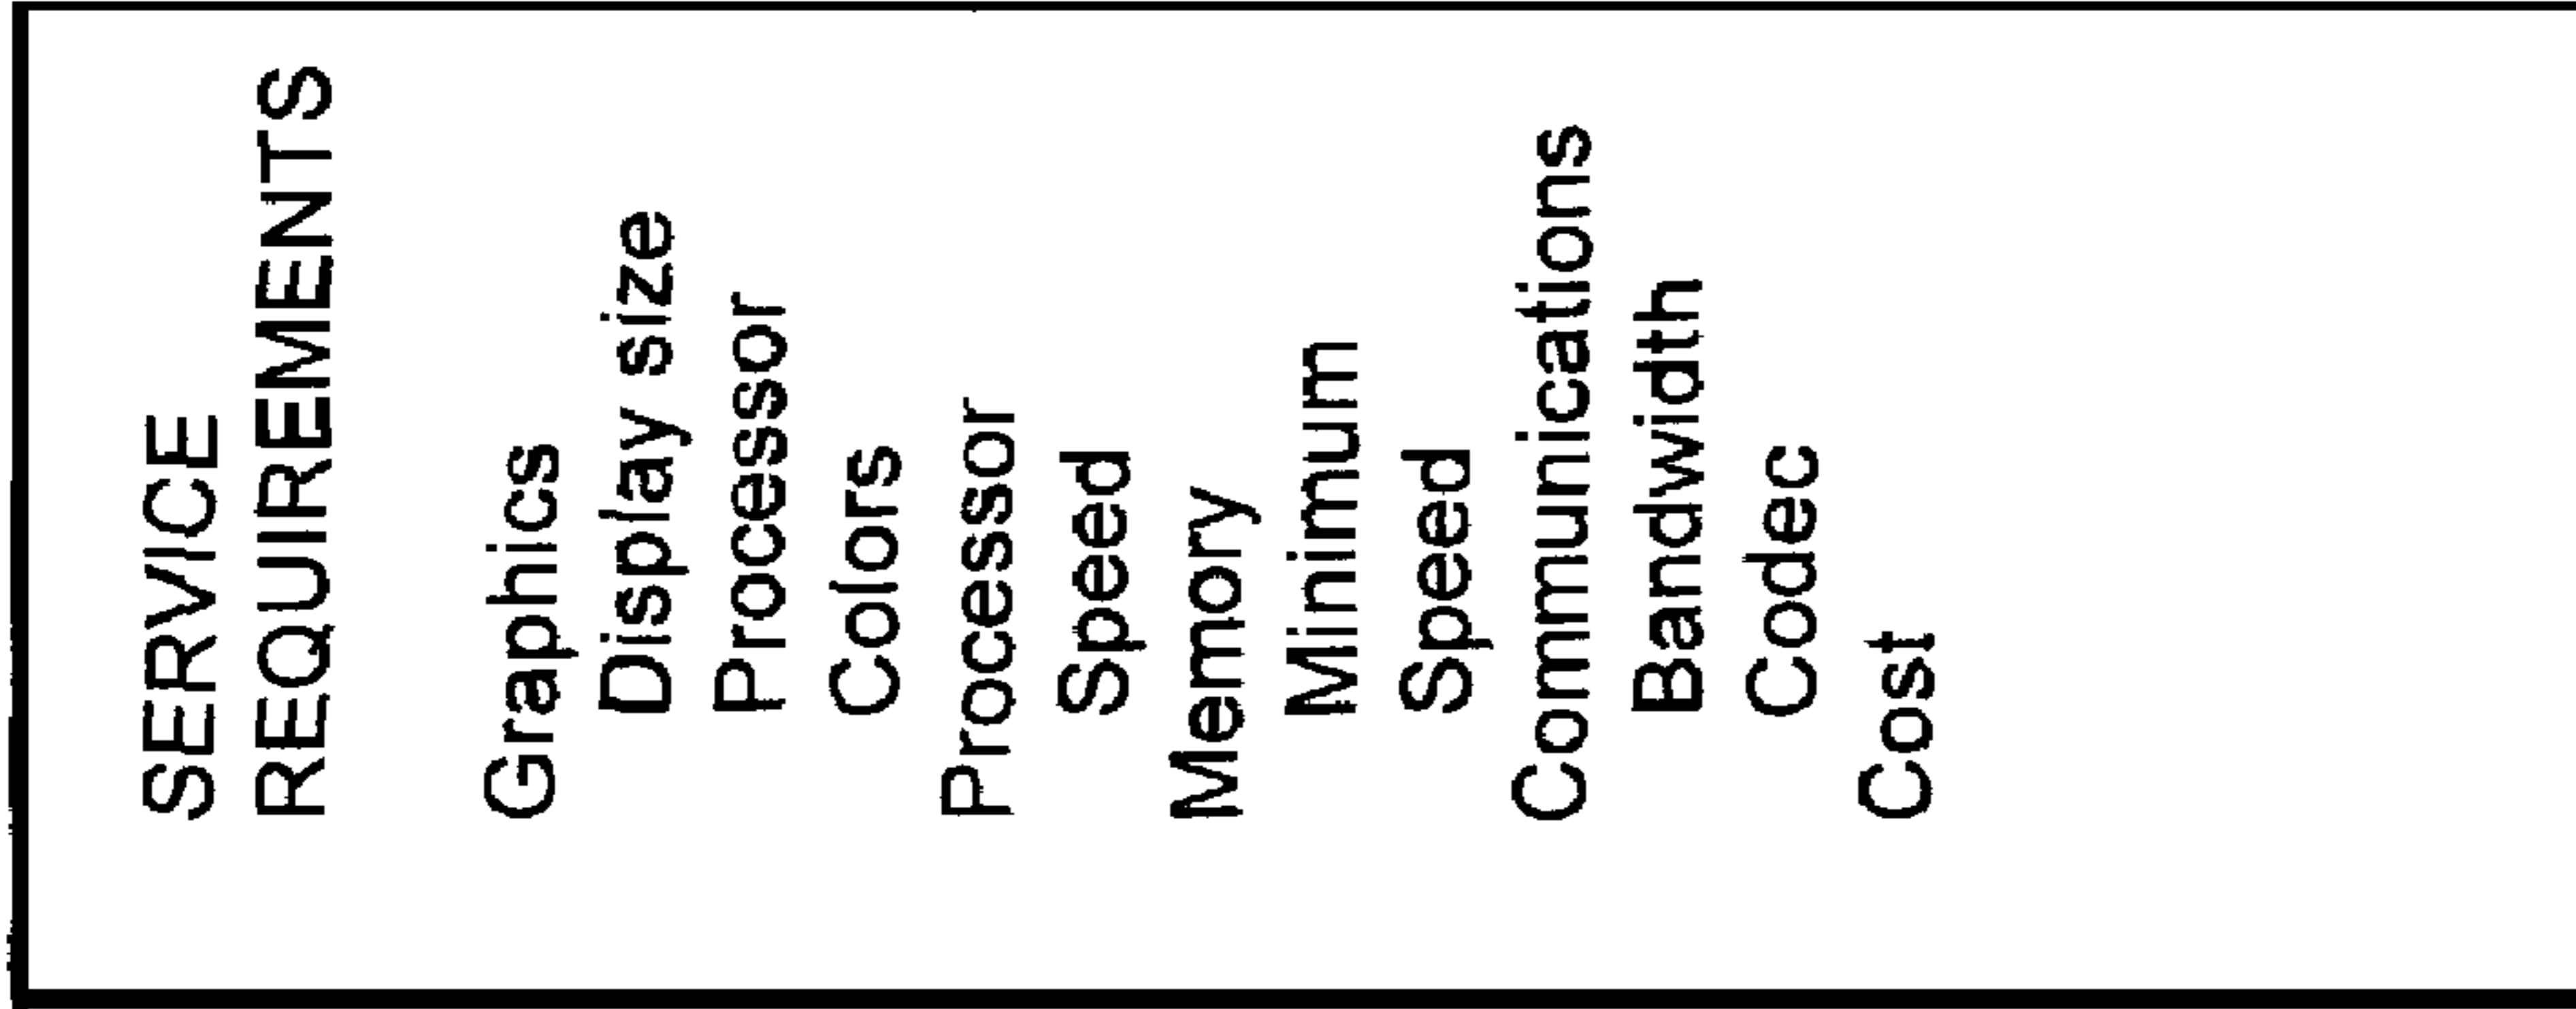 SERVICE
REQUIREMENTS
Graphics
Display size
Processor
Colors
Processor
Speed
Memory
Minimum
Speed
Communications
Bandwidth
Codec
Cost